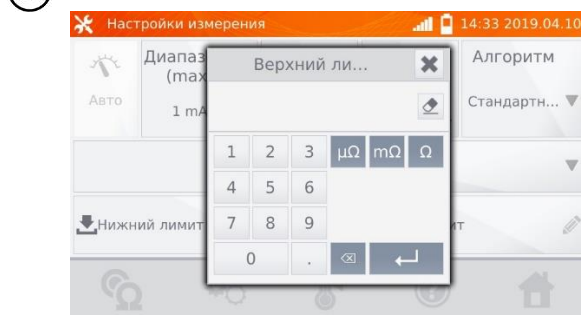 Настройки измерения 14:33 2019.04.10
Диапаз
(max
1 mA
Авто
Верхний ли...
Алгоритм
Стандартн...
1 2 3 μΩ mΩ Ω
4 5 6
7 8 9
0 .
Нижний лимит
ит